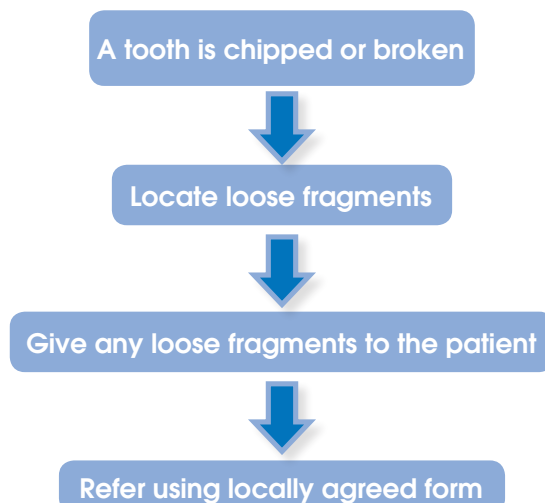 A tooth is chipped or broken
Locate loose fragments
Give any loose fragments to the patient
Refer using locally agreed form